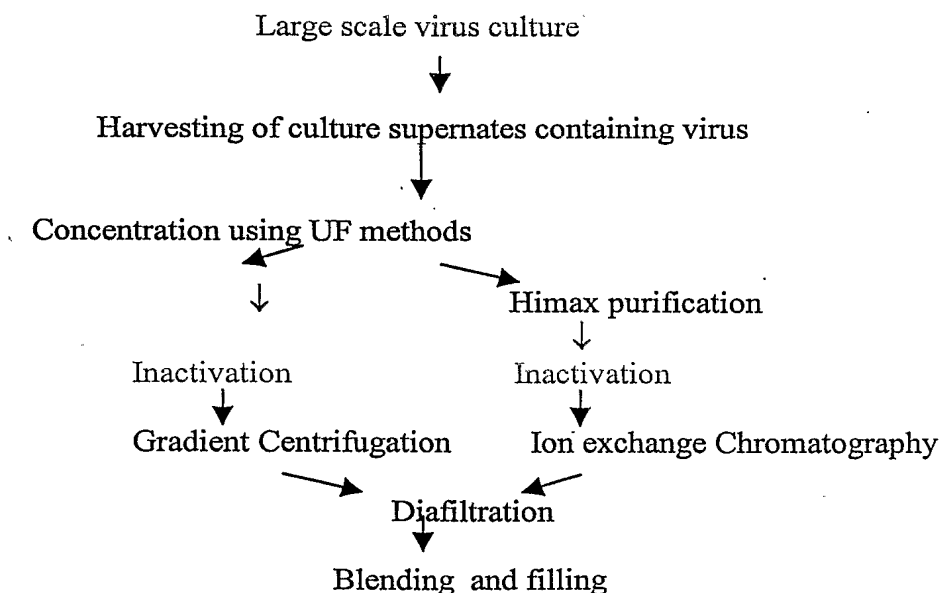 Large scale virus culture
Harvesting of culture supernates containing virus
Concentration using UF methods
Himax purification
Inactivation
Inactivation
Gradient Centrifugation
Ion exchange Chromatography
Diafiltration
Blending and filling